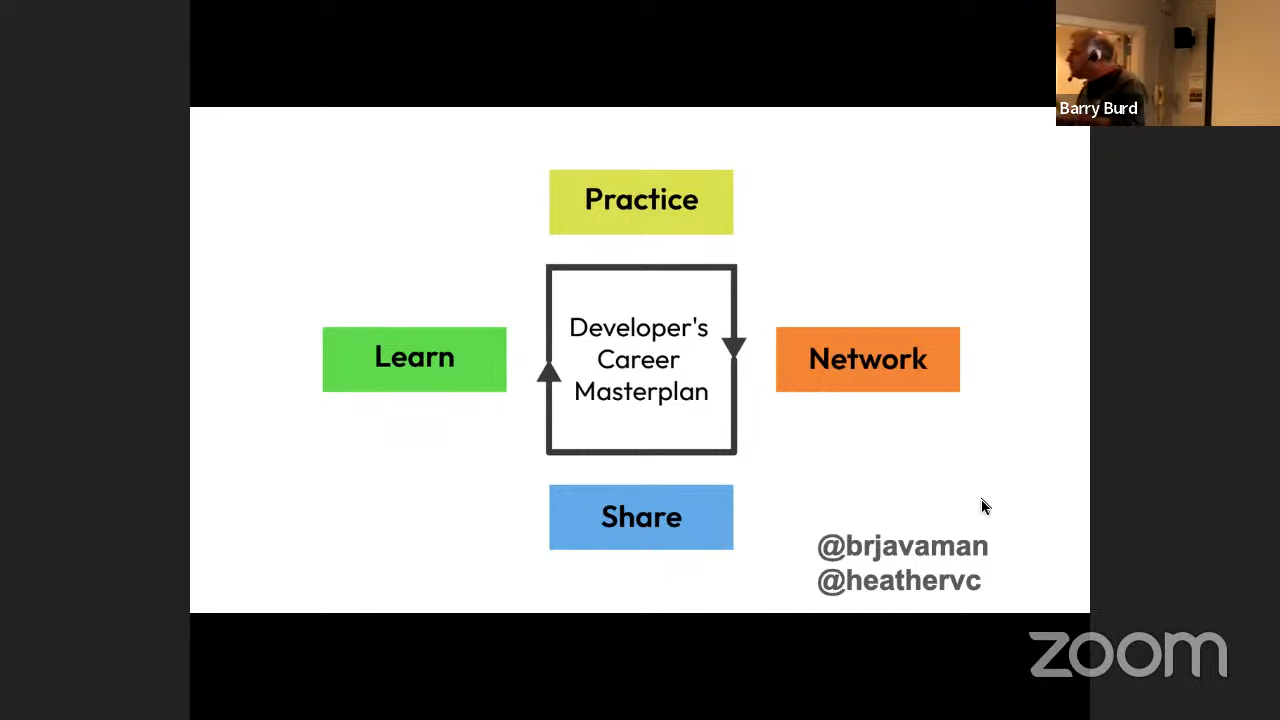 Barry Burd
Practice
Learn
Developer's
Career
Masterplan
Network
Share
@brjavaman
@heathervc
zoom